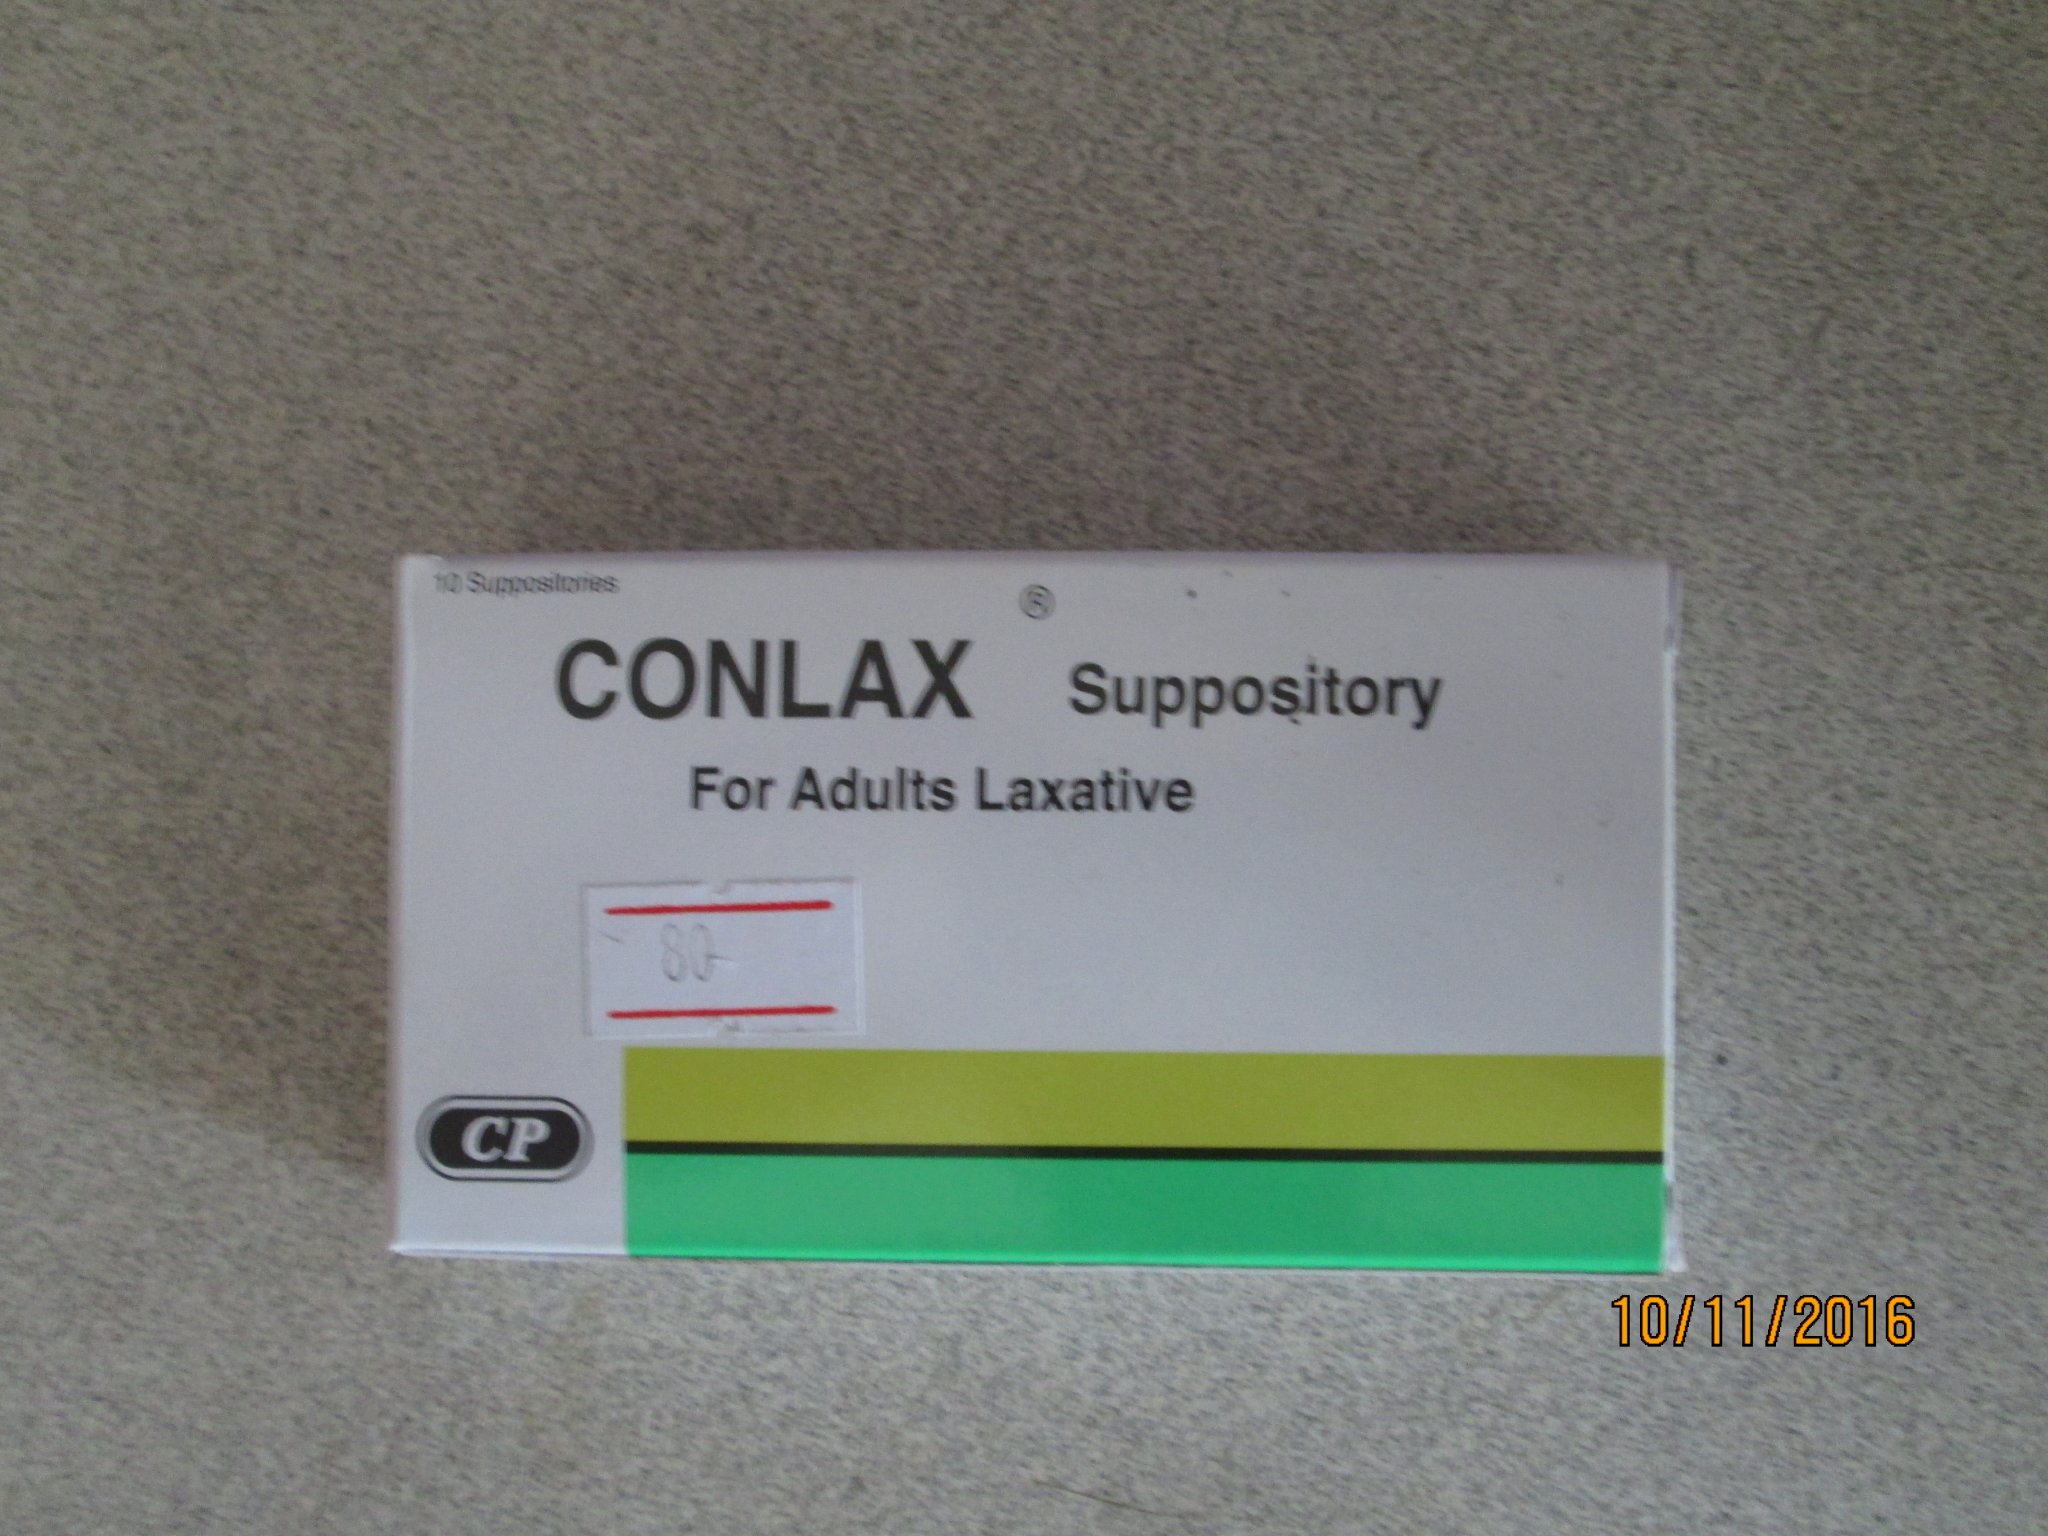 10 Suppositories
CONLAX ® Suppository
For Adults Laxative
80-
CP
10/11/2016